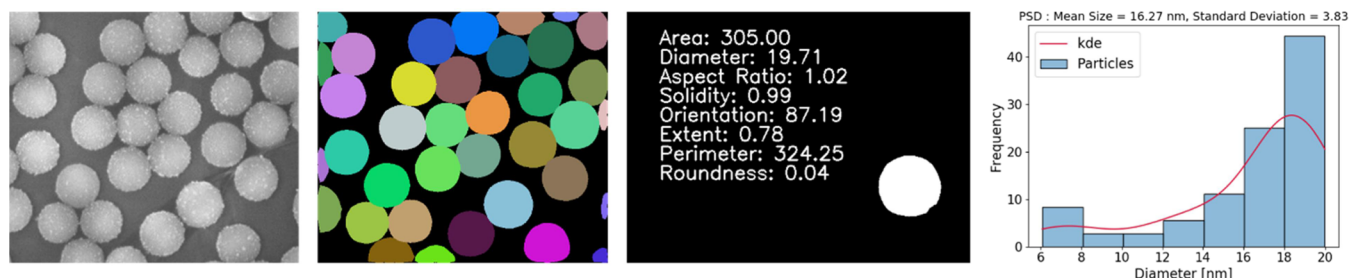 Area: 305.00
Diameter: 19.71
Aspect Ratio: 1.02
Solidity: 0.99
Orientation: 87.19
Extent: 0.78
Perimeter: 324.25
Roundness: 0.04
PSD : Mean Size = 16.27 nm, Standard Deviation = 3.83
kde
Particles
Frequency
40
30
20
10
0
6 8 10 12 14 16 18 20
Diameter [nm]